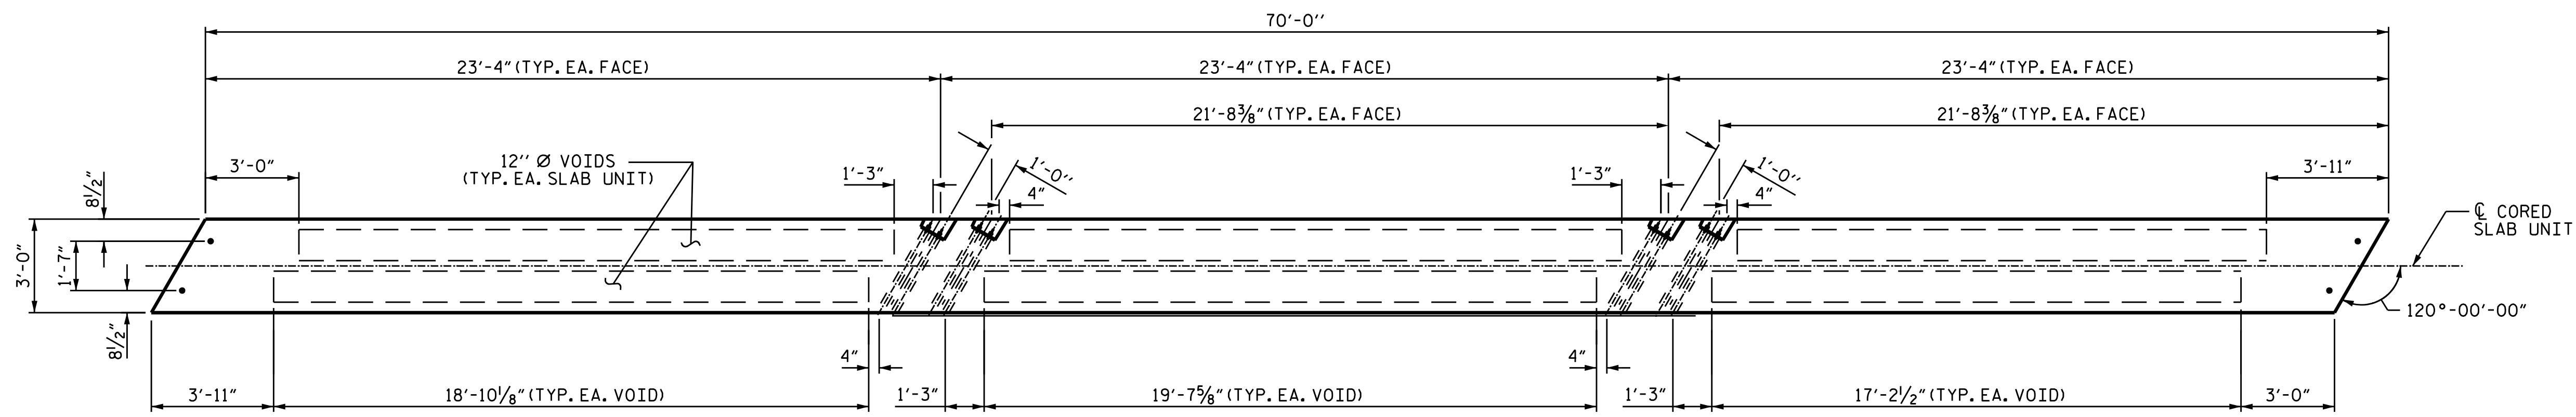 70'-0''
23'-4"(TYP. EA. FACE)
23'-4"(TYP. EA. FACE)
23'-4"(TYP. EA. FACE)
21'-8⅜"(TYP. EA. FACE)
21'-8⅜"(TYP. EA. FACE)
3'-0"
12'' Ø VOIDS
(TYP. EA. SLAB UNIT)
1'-3"
1'-0''
4"
1'-3"
1'-0''
4"
3'-11"
8½"
3'-0"
1'-7"
8½"
℄ CORED
SLAB UNIT
120°-00'-00"
4"
4"
3'-11"
18'-10⅛"(TYP. EA. VOID)
1'-3"
19'-7⅝"(TYP. EA. VOID)
1'-3"
17'-2½"(TYP. EA. VOID)
3'-0"